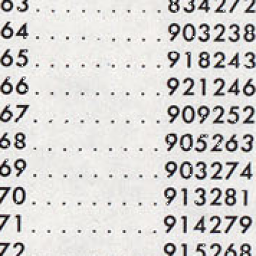 63 834272
64 . . . . . . . . 903238
65 . . . . . . . . 918243
66 . . . . . . . . 921246
67 . . . . . . . . 909252
68 . . . . . . . . 905263
69 . . . . . . . . 903274
70 . . . . . . . . 913281
71 . . . . . . . . 914279
72 915268